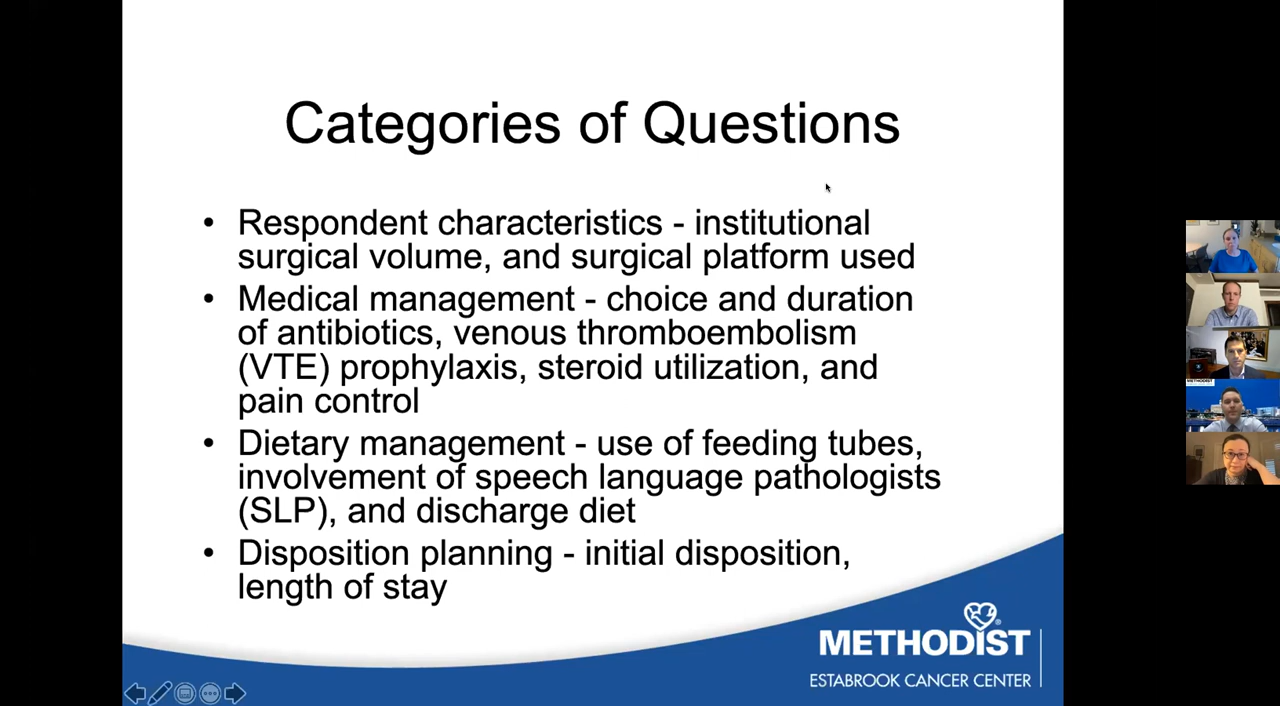 Categories of Questions
• Respondent characteristics - institutional
surgical volume, and surgical platform used
• Medical management - choice and duration
of antibiotics, venous thromboembolism
(VTE) prophylaxis, steroid utilization, and
pain control
• Dietary management - use of feeding tubes,
involvement of speech language pathologists
(SLP), and discharge diet
• Disposition planning - initial disposition,
length of stay
METHODIST
ESTABROOK CANCER CENTER
METHODIST